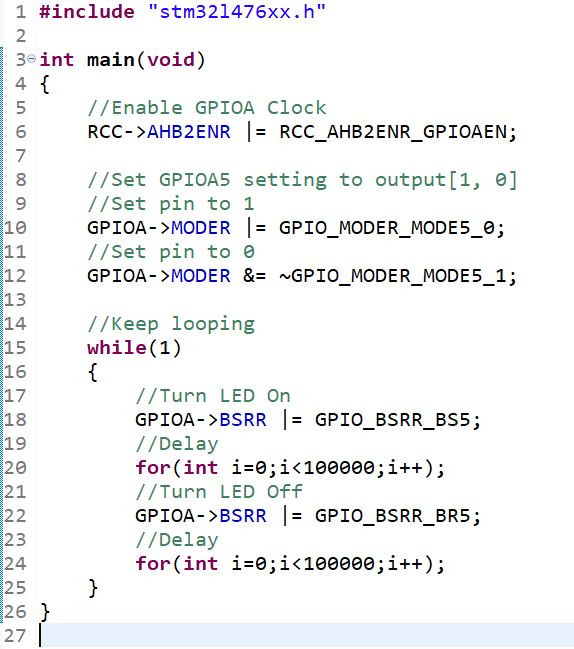 1 #include "stm32l476xx.h"
2
3 int main(void)
4 {
5 //Enable GPIOA Clock
6 RCC->AHB2ENR |= RCC_AHB2ENR_GPIOAEN;
7
8 //Set GPIOA5 setting to output[1, 0]
9 //Set pin to 1
10 GPIOA->MODER |= GPIO_MODER_MODE5_0;
11 //Set pin to 0
12 GPIOA->MODER &= ~GPIO_MODER_MODE5_1;
13
14 //Keep looping
15 while(1)
16 {
17 //Turn LED On
18 GPIOA->BSRR |= GPIO_BSRR_BS5;
19 //Delay
20 for(int i=0;i<100000;i++);
21 //Turn LED Off
22 GPIOA->BSRR |= GPIO_BSRR_BR5;
23 //Delay
24 for(int i=0;i<100000;i++);
25 }
26 }
27